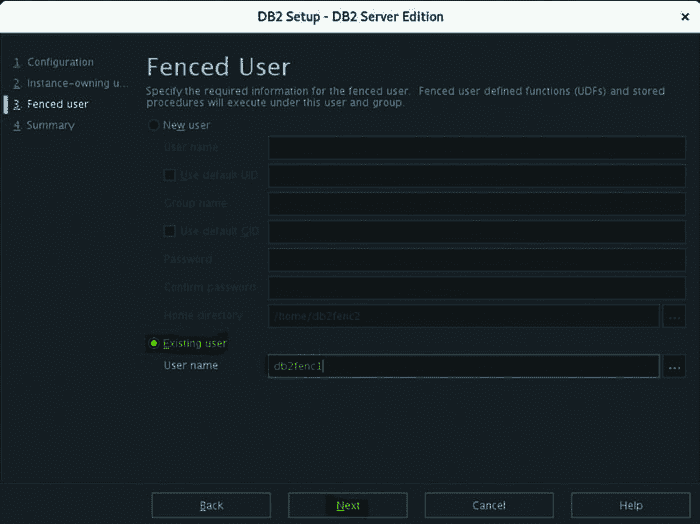 DB2 Setup - DB2 Server Edition
1. Configuration
2. Instance-owning u...
3. Fenced user
4. Summary
Fenced User
Specify the required information for the fenced user. Fenced user defined functions (UDFs) and stored
procedures will execute under this user and group.
New user
User name
Use default UID
Group name
Use default GID
Password
Confirm password
Home directory /home/db2fenc2 ...
Existing user
User name db2fenc1 ...
Back Next Cancel Help